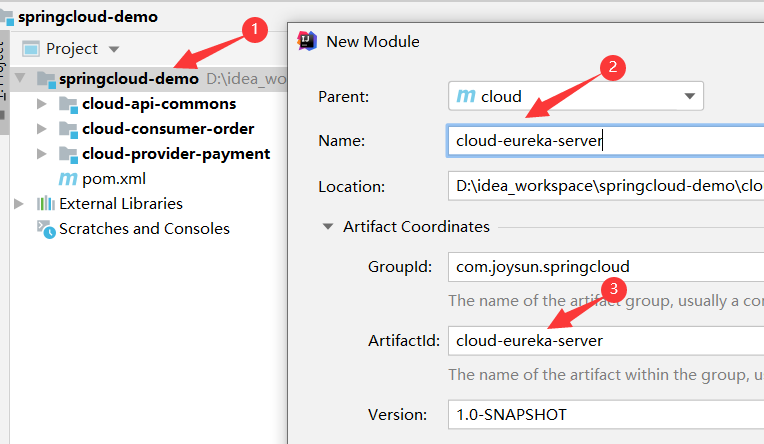 springcloud-demo
Project
springcloud-demo D:\idea_wo
cloud-api-commons
cloud-consumer-order
cloud-provider-payment
pom.xml
External Libraries
Scratches and Consoles
1
New Module
2
Parent: cloud
Name: cloud-eureka-server
Location: D:\idea_workspace\springcloud-demo\clo
Artifact Coordinates
GroupId: com.joysun.springcloud
The name of the artifact group, usually a con
3
ArtifactId: cloud-eureka-server
The name of the artifact within the group, u
Version: 1.0-SNAPSHOT